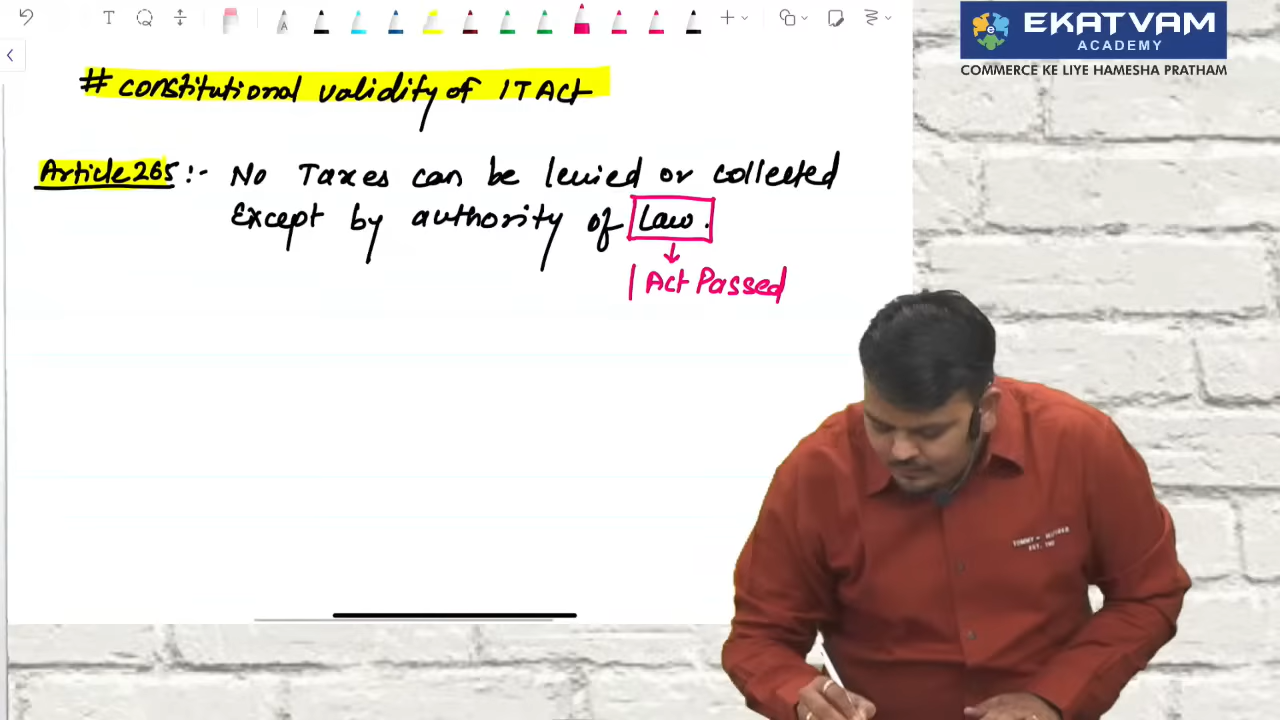 EKATVAM
ACADEMY
COMMERCE KE LIYE HAMESHA PRATHAM
# constitutional validity of IT Act
Article 265 :- No Taxes can be levied or collected
Except by authority of Law.
Act Passed